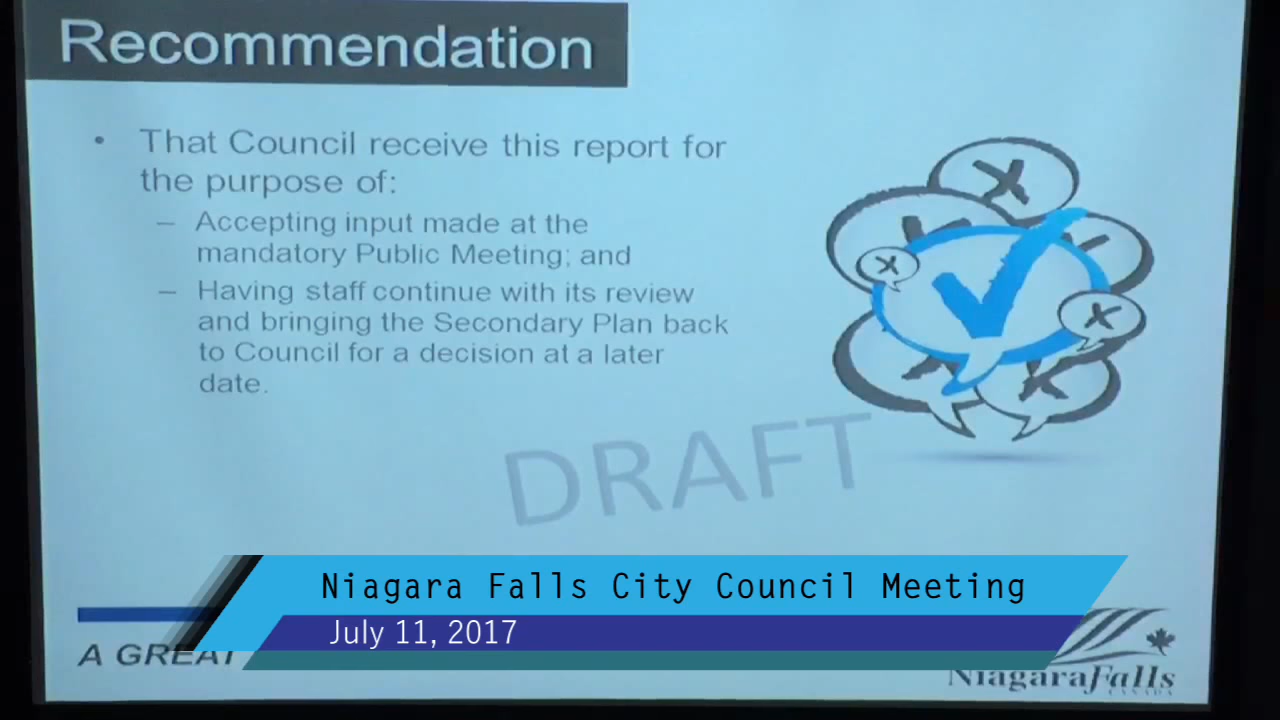 Recommendation
• That Council receive this report for
the purpose of:
– Accepting input made at the
mandatory Public Meeting; and
– Having staff continue with its review
and bringing the Secondary Plan back
to Council for a decision at a later
date.
DRAFT
Niagara Falls City Council Meeting
July 11, 2017
A GREAT
NiagaraFalls
CANADA